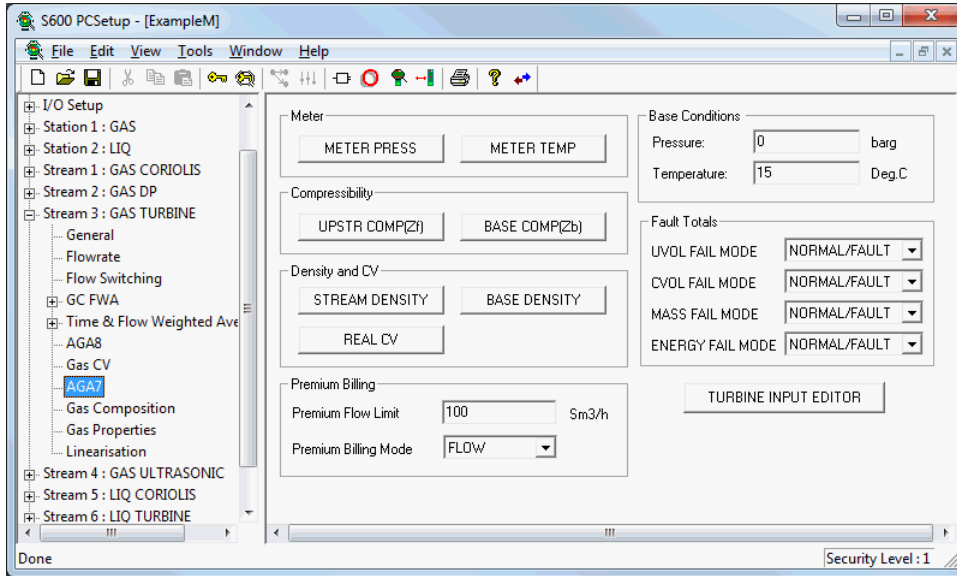 S600 PCSetup - [ExampleM]
File Edit View Tools Window Help
I/O Setup
Station 1 : GAS
Station 2 : LIQ
Stream 1 : GAS CORIOLIS
Stream 2 : GAS DP
Stream 3 : GAS TURBINE
General
Flowrate
Flow Switching
GC FWA
Time & Flow Weighted Ave
AGA8
Gas CV
AGA7
Gas Composition
Gas Properties
Linearisation
Stream 4 : GAS ULTRASONIC
Stream 5 : LIQ CORIOLIS
Stream 6 : LIQ TURBINE
Meter
METER PRESS METER TEMP
Compressibility
UPSTR COMP(Zf) BASE COMP(Zb)
Density and CV
STREAM DENSITY BASE DENSITY
REAL CV
Premium Billing
Premium Flow Limit 100 Sm3/h
Premium Billing Mode FLOW
Base Conditions
Pressure: 0 barg
Temperature: 15 Deg.C
Fault Totals
UVOL FAIL MODE NORMAL/FAULT
CVOL FAIL MODE NORMAL/FAULT
MASS FAIL MODE NORMAL/FAULT
ENERGY FAIL MODE NORMAL/FAULT
TURBINE INPUT EDITOR
Done
Security Level : 1